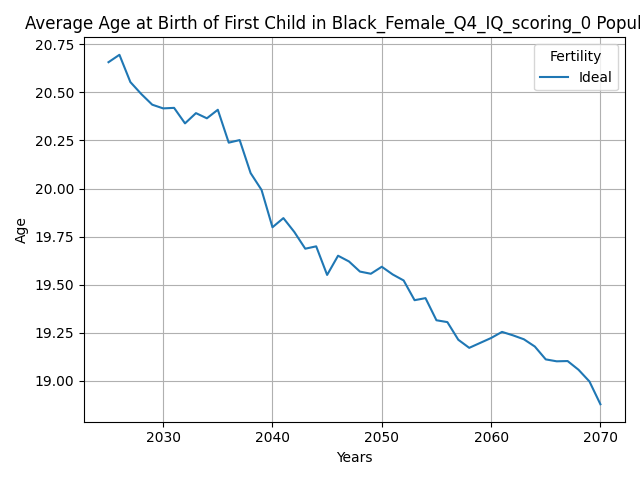 Average Age at Birth of First Child in Black_Female_Q4_IQ_scoring_0 Popul
Fertility
Ideal
20.75
20.50
20.25
20.00
19.75
19.50
19.25
19.00
Age
2030 2040 2050 2060 2070
Years